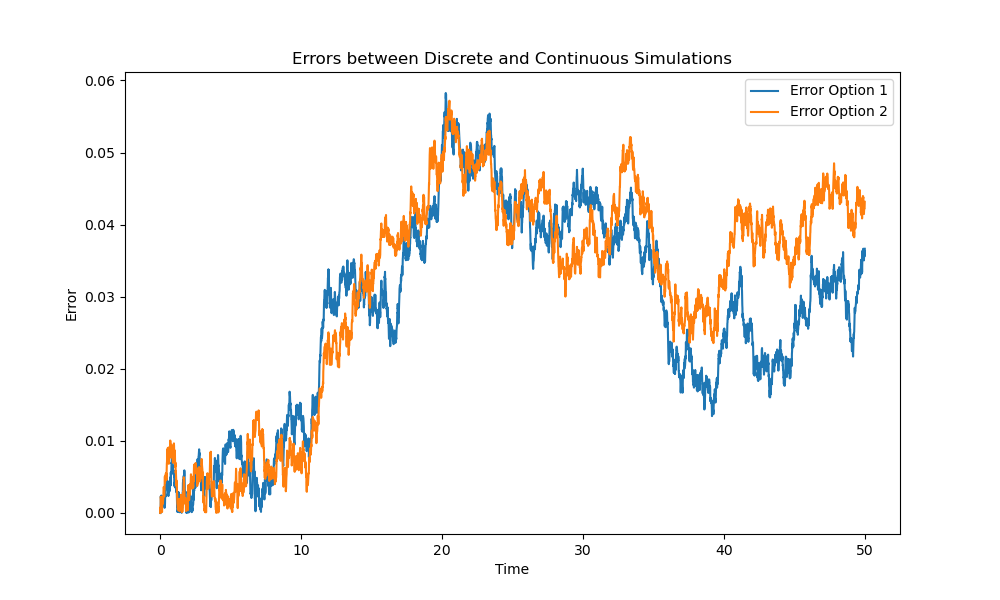 Errors between Discrete and Continuous Simulations
Error Option 1
Error Option 2
0.06
0.05
0.04
0.03
0.02
0.01
0.00
Error
0 10 20 30 40 50
Time